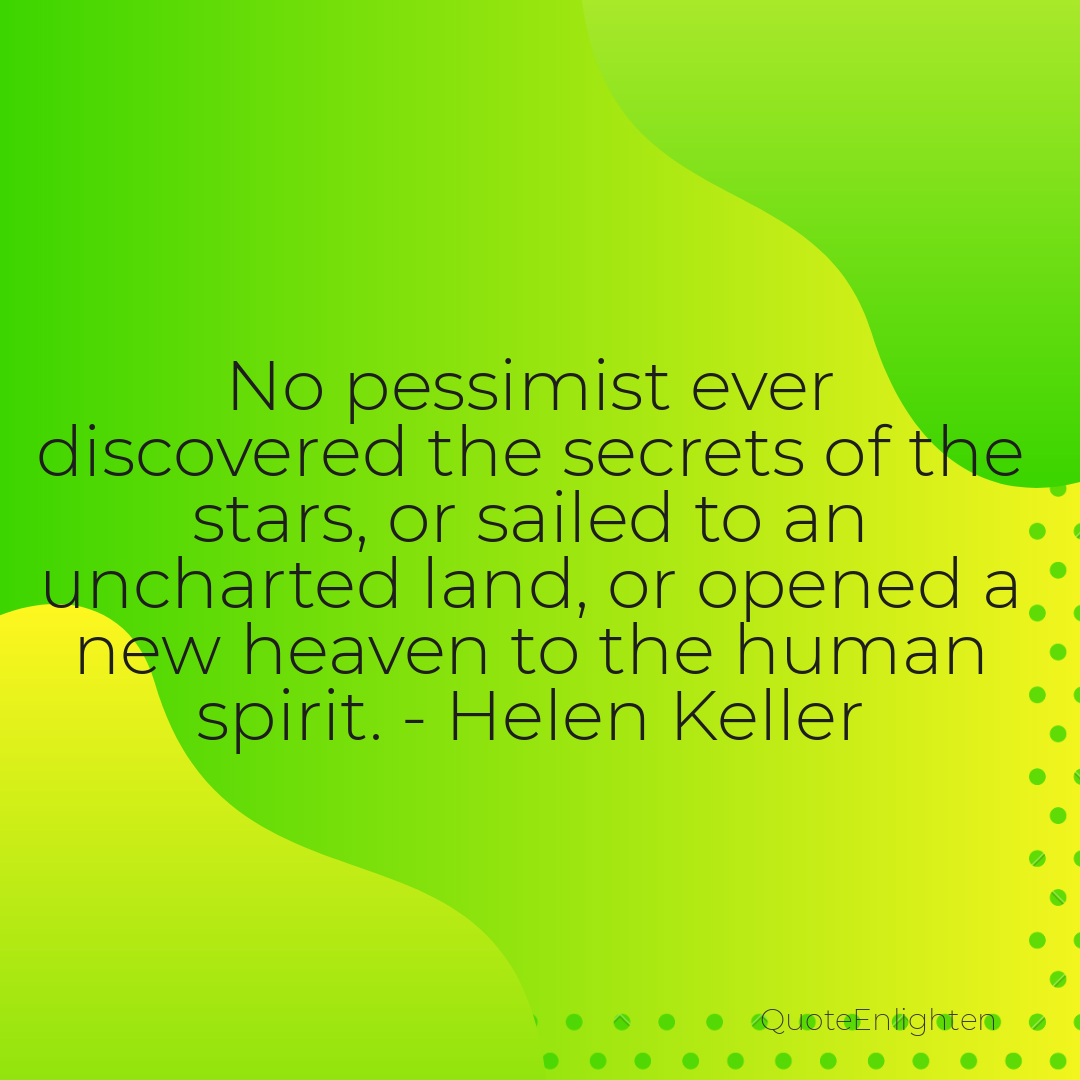 No pessimist ever
discovered the secrets of the
stars, or sailed to an
uncharted land, or opened a
new heaven to the human
spirit. - Helen Keller
QuoteEnlighten